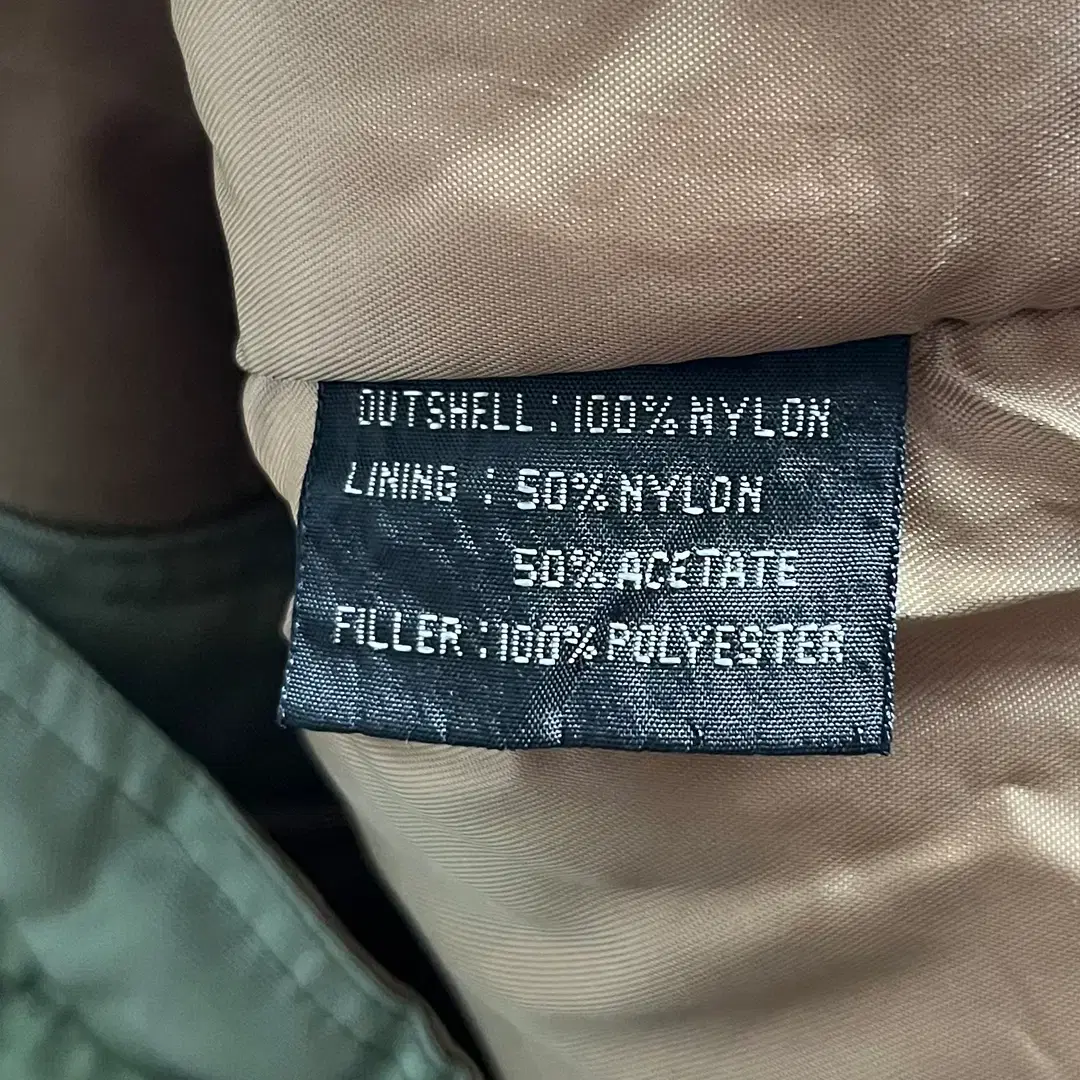 OUTSHELL : 100% NYLON
LINING : 50% NYLON
50% ACETATE
FILLER : 100% POLYESTER